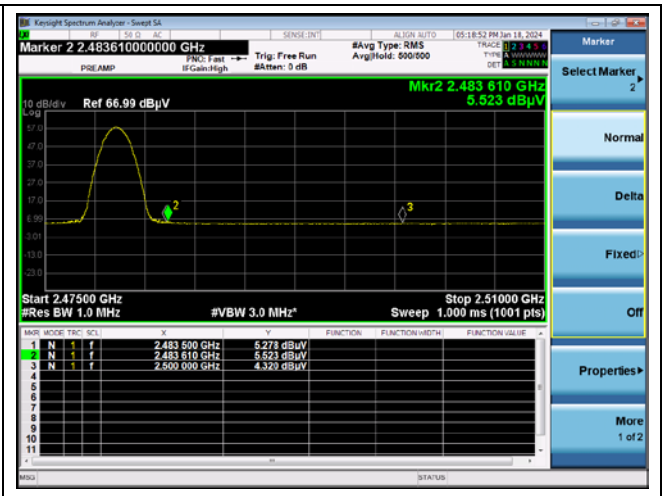 Keysight Spectrum Analyzer - Swept SA
RF 50 Ω AC SENSE:INT ALIGN AUTO 05:18:52 PM Jan 18, 2024
Marker 2 2.483610000000 GHz
PREAMP
PNO: Fast
IFGain:High
Trig: Free Run
#Atten: 0 dB
#Avg Type: RMS
Avg|Hold: 500/500
TRACE 1 2 3 4 5 6
TYPE A WWWWW
DET A S N N N N
Mkr2 2.483 610 GHz
5.523 dBµV
10 dB/div Ref 66.99 dBµV
Log
57.0
47.0
37.0
27.0
17.0
6.99
-3.01
-13.0
-23.0
2
3
Start 2.47500 GHz Stop 2.51000 GHz
#Res BW 1.0 MHz #VBW 3.0 MHz* Sweep 1.000 ms (1001 pts)
MKR MODE TRC SCL X Y FUNCTION FUNCTION WIDTH FUNCTION VALUE
1 N 1 f 2.483 500 GHz 5.278 dBuV
2 N 1 f 2.483 610 GHz 5.523 dBuV
3 N 1 f 2.500 000 GHz 4.320 dBuV
4
5
6
7
8
9
10
11
MSG STATUS
Marker
Select Marker
2
Normal
Delta
Fixed
Off
Properties
More
1 of 2